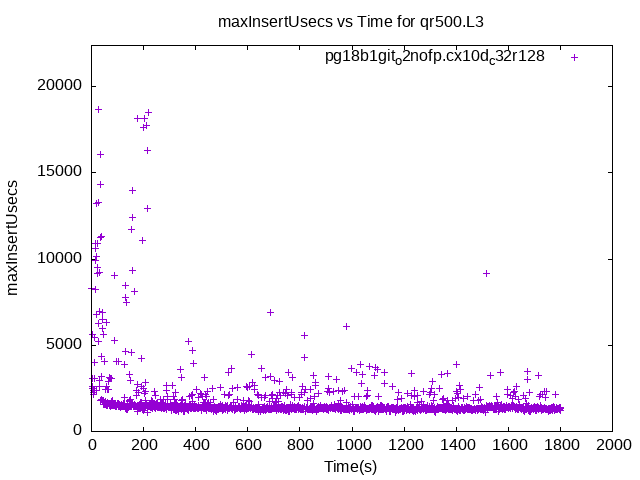 maxInsertUsecs vs Time for qr500.L3
pg18b1git_o2nofp.cx10d_c32r128
maxInsertUsecs
20000
15000
10000
5000
0
0 200 400 600 800 1000 1200 1400 1600 1800 2000
Time(s)